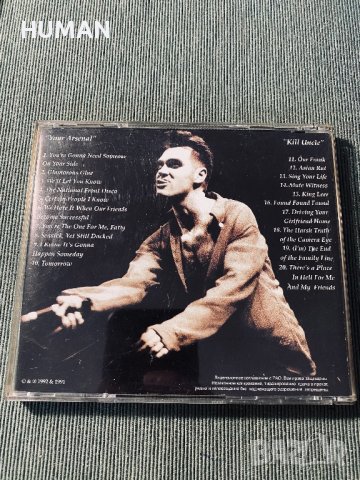 HUMAN
"Your Arsenal"
1. You're Gonna Need Someone
On Your Side
2. Glamorous Glue
3. We'll Let You Know
4. The National Front Disco
5. Certain People I Know
6. We Hate It When Our Friends
Become Successful
7. You're The One For Me, Fatty
8. Seasick, Yet Still Docked
9. I Know It's Gonna
Happen Someday
10. Tomorrow
"Kill Uncle"
11. Our Frank
12. Asian Rut
13. Sing Your Life
14. Mute Witness
15. King Leer
16. Found Found Found
17. Driving Your
Girlfriend Home
18. The Harsh Truth
of the Camera Eye
19. (I'm) The End
of the Family Line
20. There's a Place
In Hell For Me
And My Friends
© & ℗ 1992 & 1991
bazar